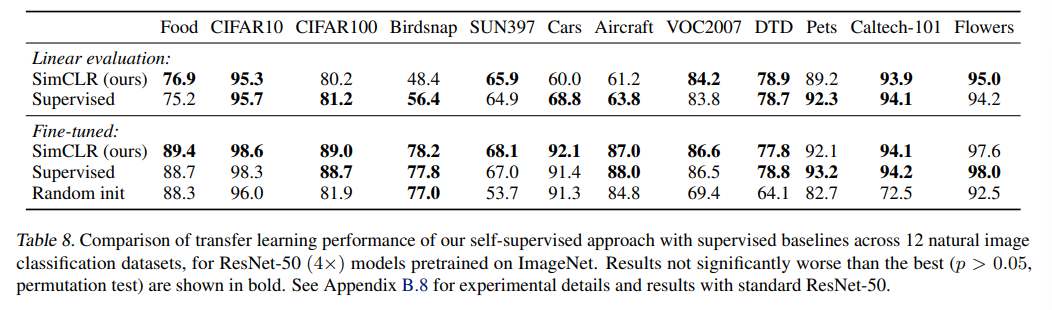 Food CIFAR10 CIFAR100 Birdsnap SUN397 Cars Aircraft VOC2007 DTD Pets Caltech-101 Flowers
Linear evaluation:
SimCLR (ours) 76.9 95.3 80.2 48.4 65.9 60.0 61.2 84.2 78.9 89.2 93.9 95.0
Supervised 75.2 95.7 81.2 56.4 64.9 68.8 63.8 83.8 78.7 92.3 94.1 94.2
Fine-tuned:
SimCLR (ours) 89.4 98.6 89.0 78.2 68.1 92.1 87.0 86.6 77.8 92.1 94.1 97.6
Supervised 88.7 98.3 88.7 77.8 67.0 91.4 88.0 86.5 78.8 93.2 94.2 98.0
Random init 88.3 96.0 81.9 77.0 53.7 91.3 84.8 69.4 64.1 82.7 72.5 92.5
Table 8. Comparison of transfer learning performance of our self-supervised approach with supervised baselines across 12 natural image
classification datasets, for ResNet-50 (4×) models pretrained on ImageNet. Results not significantly worse than the best (p > 0.05,
permutation test) are shown in bold. See Appendix B.8 for experimental details and results with standard ResNet-50.